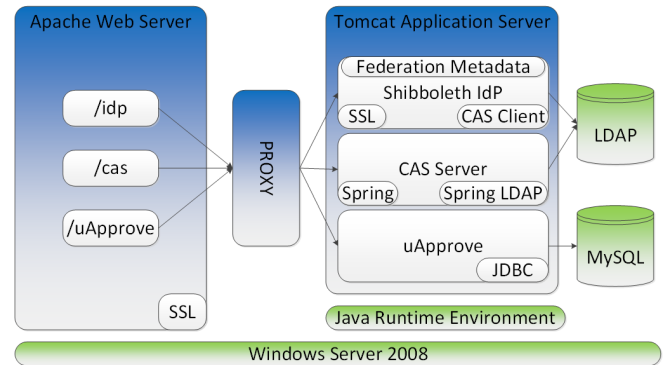 Apache Web Server
/idp
/cas
/uApprove
SSL
PROXY
Tomcat Application Server
Federation Metadata
Shibboleth IdP
SSL
CAS Client
CAS Server
Spring
Spring LDAP
uApprove
JDBC
LDAP
MySQL
Java Runtime Environment
Windows Server 2008